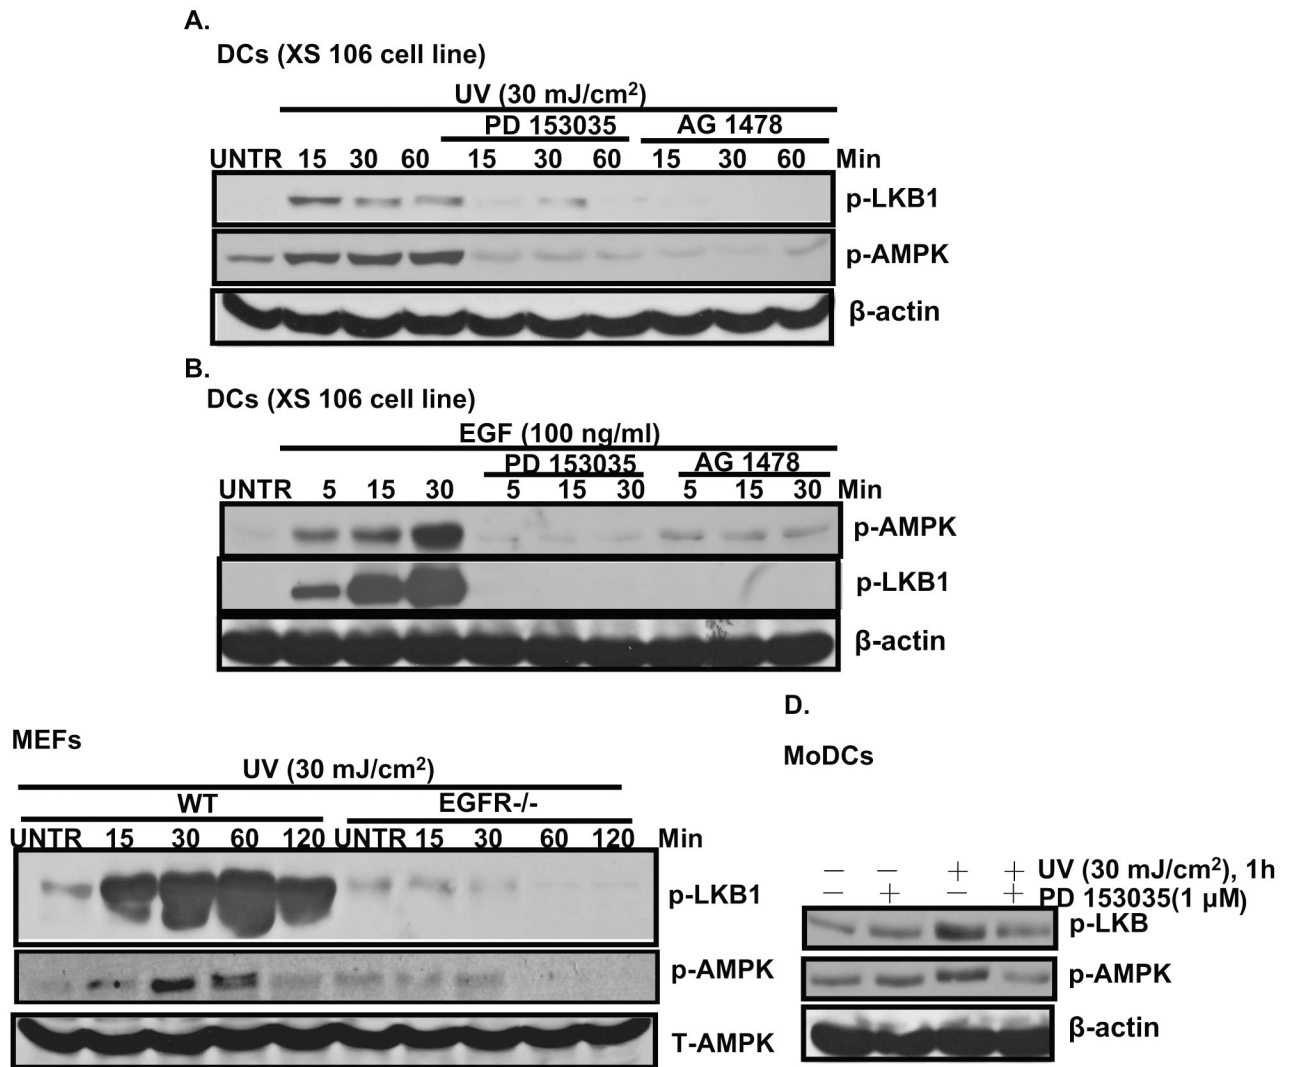 A.
DCs (XS 106 cell line)
UV (30 mJ/cm²)
PD 153035 AG 1478
UNTR 15 30 60 15 30 60 15 30 60 Min
p-LKB1
p-AMPK
β-actin
B.
DCs (XS 106 cell line)
EGF (100 ng/ml)
PD 153035 AG 1478
UNTR 5 15 30 5 15 30 5 15 30 Min
p-AMPK
p-LKB1
β-actin
MEFs
UV (30 mJ/cm²)
WT EGFR-/-
UNTR 15 30 60 120 UNTR 15 30 60 120 Min
p-LKB1
p-AMPK
T-AMPK
D.
MoDCs
− − + + UV (30 mJ/cm²), 1h
− + − + PD 153035(1 µM)
p-LKB
p-AMPK
β-actin